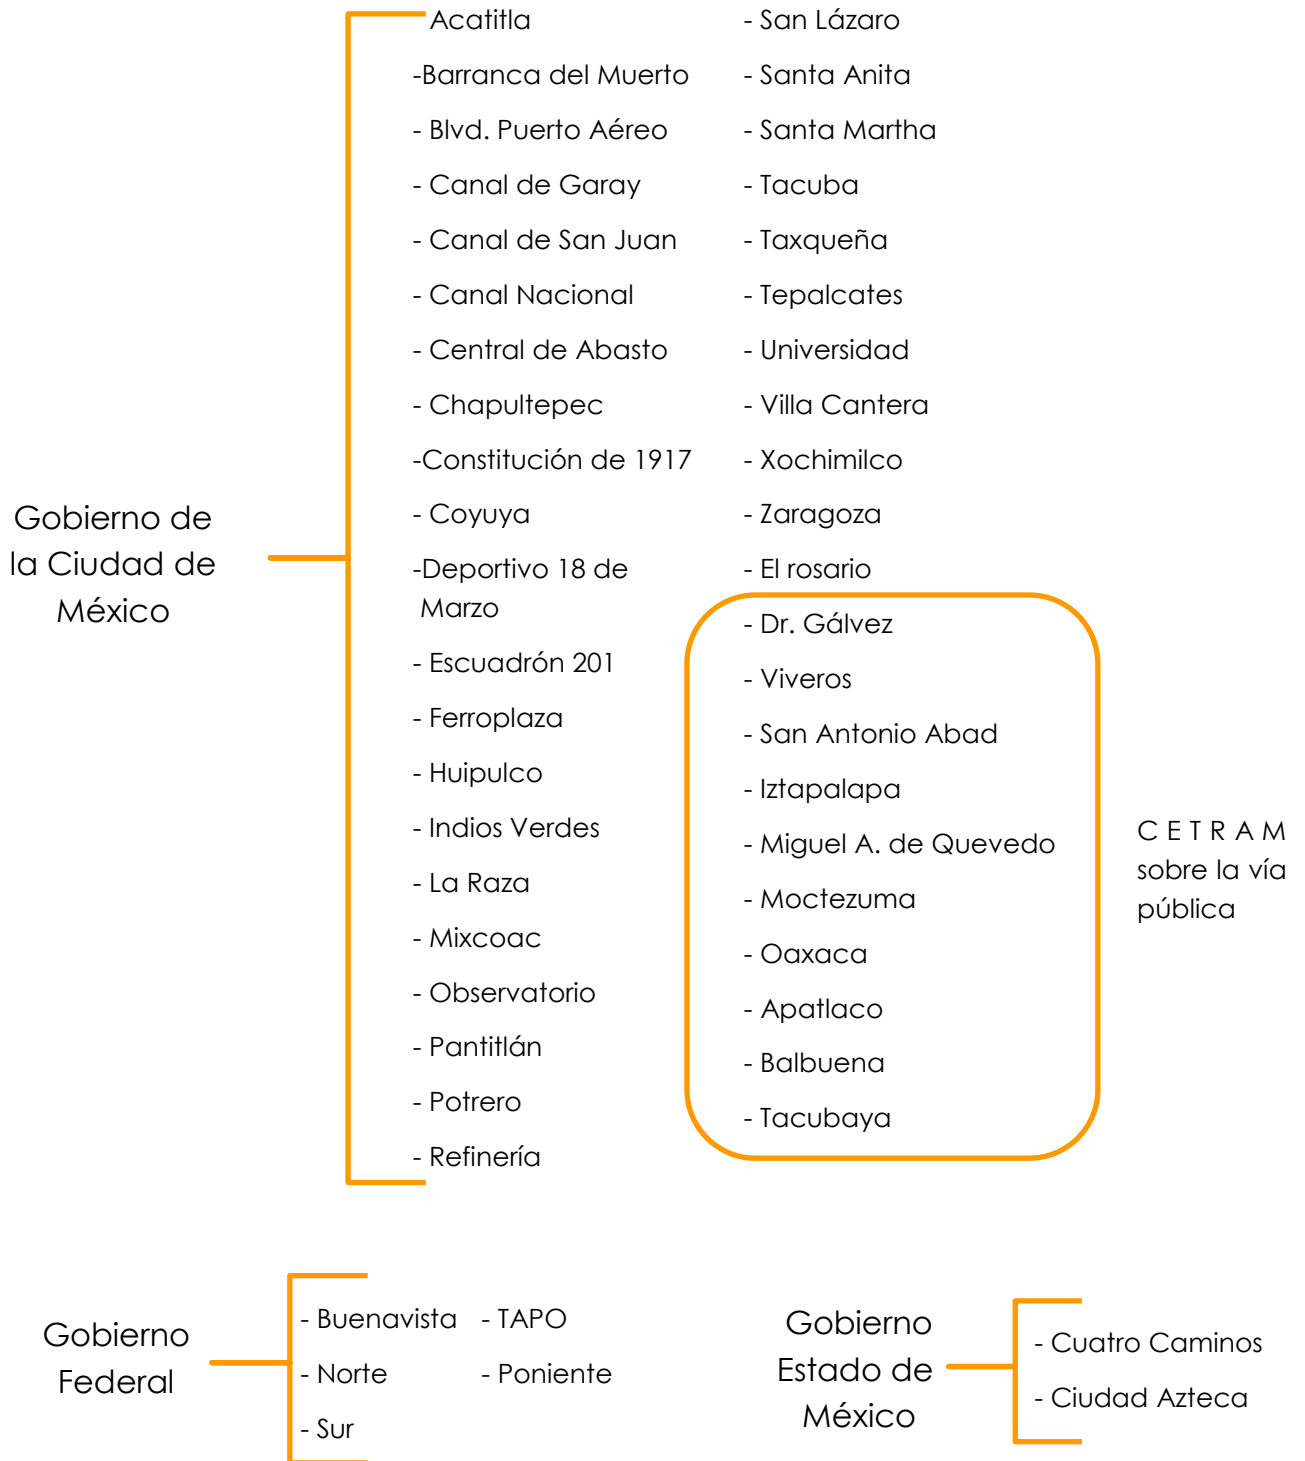 Gobierno de
la Ciudad de
México
Acatitla
-Barranca del Muerto
- Blvd. Puerto Aéreo
- Canal de Garay
- Canal de San Juan
- Canal Nacional
- Central de Abasto
- Chapultepec
-Constitución de 1917
- Coyuya
-Deportivo 18 de
Marzo
- Escuadrón 201
- Ferroplaza
- Huipulco
- Indios Verdes
- La Raza
- Mixcoac
- Observatorio
- Pantitlán
- Potrero
- Refinería
- San Lázaro
- Santa Anita
- Santa Martha
- Tacuba
- Taxqueña
- Tepalcates
- Universidad
- Villa Cantera
- Xochimilco
- Zaragoza
- El rosario
- Dr. Gálvez
- Viveros
- San Antonio Abad
- Iztapalapa
- Miguel A. de Quevedo
- Moctezuma
- Oaxaca
- Apatlaco
- Balbuena
- Tacubaya
C E T R A M
sobre la vía
pública
Gobierno
Federal
- Buenavista
- Norte
- Sur
- TAPO
- Poniente
Gobierno
Estado de
México
- Cuatro Caminos
- Ciudad Azteca